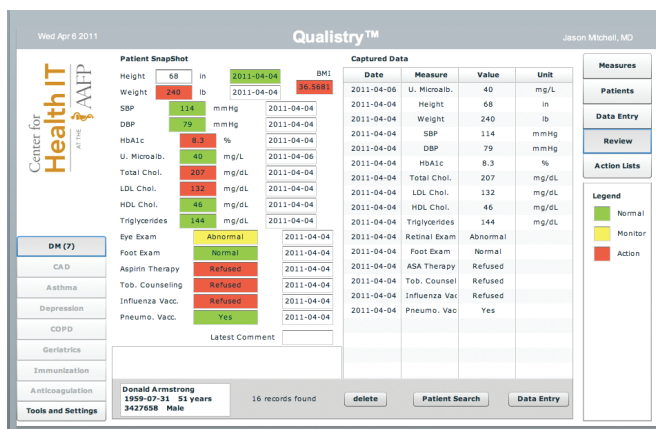 Wed Apr 6 2011
Qualistry™
Jason Mitchell, MD
Center for
Health IT
AT THE AAFP
DM (7)
CAD
Asthma
Depression
COPD
Geriatrics
Immunization
Anticoagulation
Tools and Settings
Patient SnapShot
Height 68 in 2011-04-04 BMI
Weight 240 lb 2011-04-04 36.5681
SBP 114 mmHg 2011-04-04
DBP 79 mmHg 2011-04-04
HbA1c 8.3 % 2011-04-04
U. Microalb. 40 mg/L 2011-04-06
Total Chol. 207 mg/dL 2011-04-04
LDL Chol. 132 mg/dL 2011-04-04
HDL Chol. 46 mg/dL 2011-04-04
Triglycerides 144 mg/dL 2011-04-04
Eye Exam Abnormal 2011-04-04
Foot Exam Normal 2011-04-04
Aspirin Therapy Refused 2011-04-04
Tob. Counseling Refused 2011-04-04
Influenza Vacc. Refused 2011-04-04
Pneumo. Vacc. Yes 2011-04-04
Latest Comment
Captured Data
Date Measure Value Unit
2011-04-06 U. Microalb. 40 mg/L
2011-04-04 Height 68 in
2011-04-04 Weight 240 lb
2011-04-04 SBP 114 mmHg
2011-04-04 DBP 79 mmHg
2011-04-04 HbA1c 8.3 %
2011-04-04 Total Chol. 207 mg/dL
2011-04-04 LDL Chol. 132 mg/dL
2011-04-04 HDL Chol. 46 mg/dL
2011-04-04 Triglycerides 144 mg/dL
2011-04-04 Retinal Exam Abnormal
2011-04-04 Foot Exam Normal
2011-04-04 ASA Therapy Refused
2011-04-04 Tob. Counsel Refused
2011-04-04 Influenza Vac Refused
2011-04-04 Pneumo. Vac Yes
Donald Armstrong
1959-07-31 51 years
3427658 Male
16 records found
delete
Patient Search
Data Entry
Measures
Patients
Data Entry
Review
Action Lists
Legend
Normal
Monitor
Action